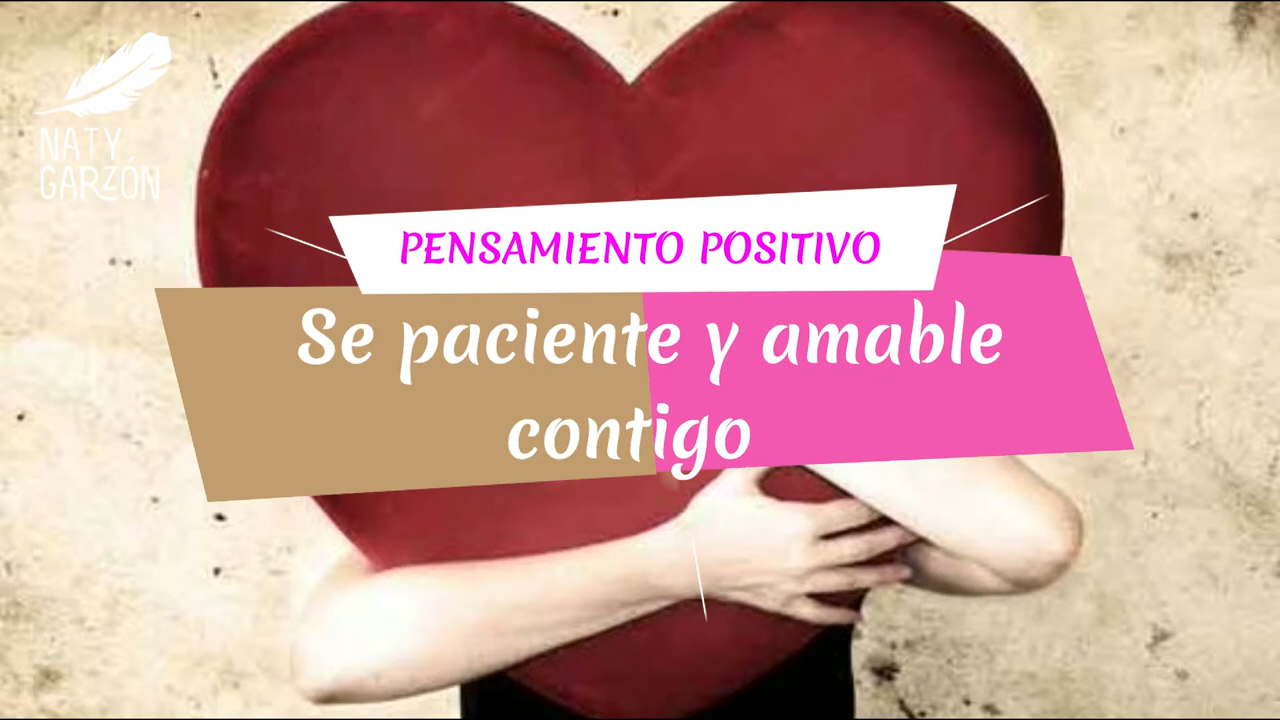 NATY
GARZÓN
PENSAMIENTO POSITIVO
Se paciente y amable
contigo